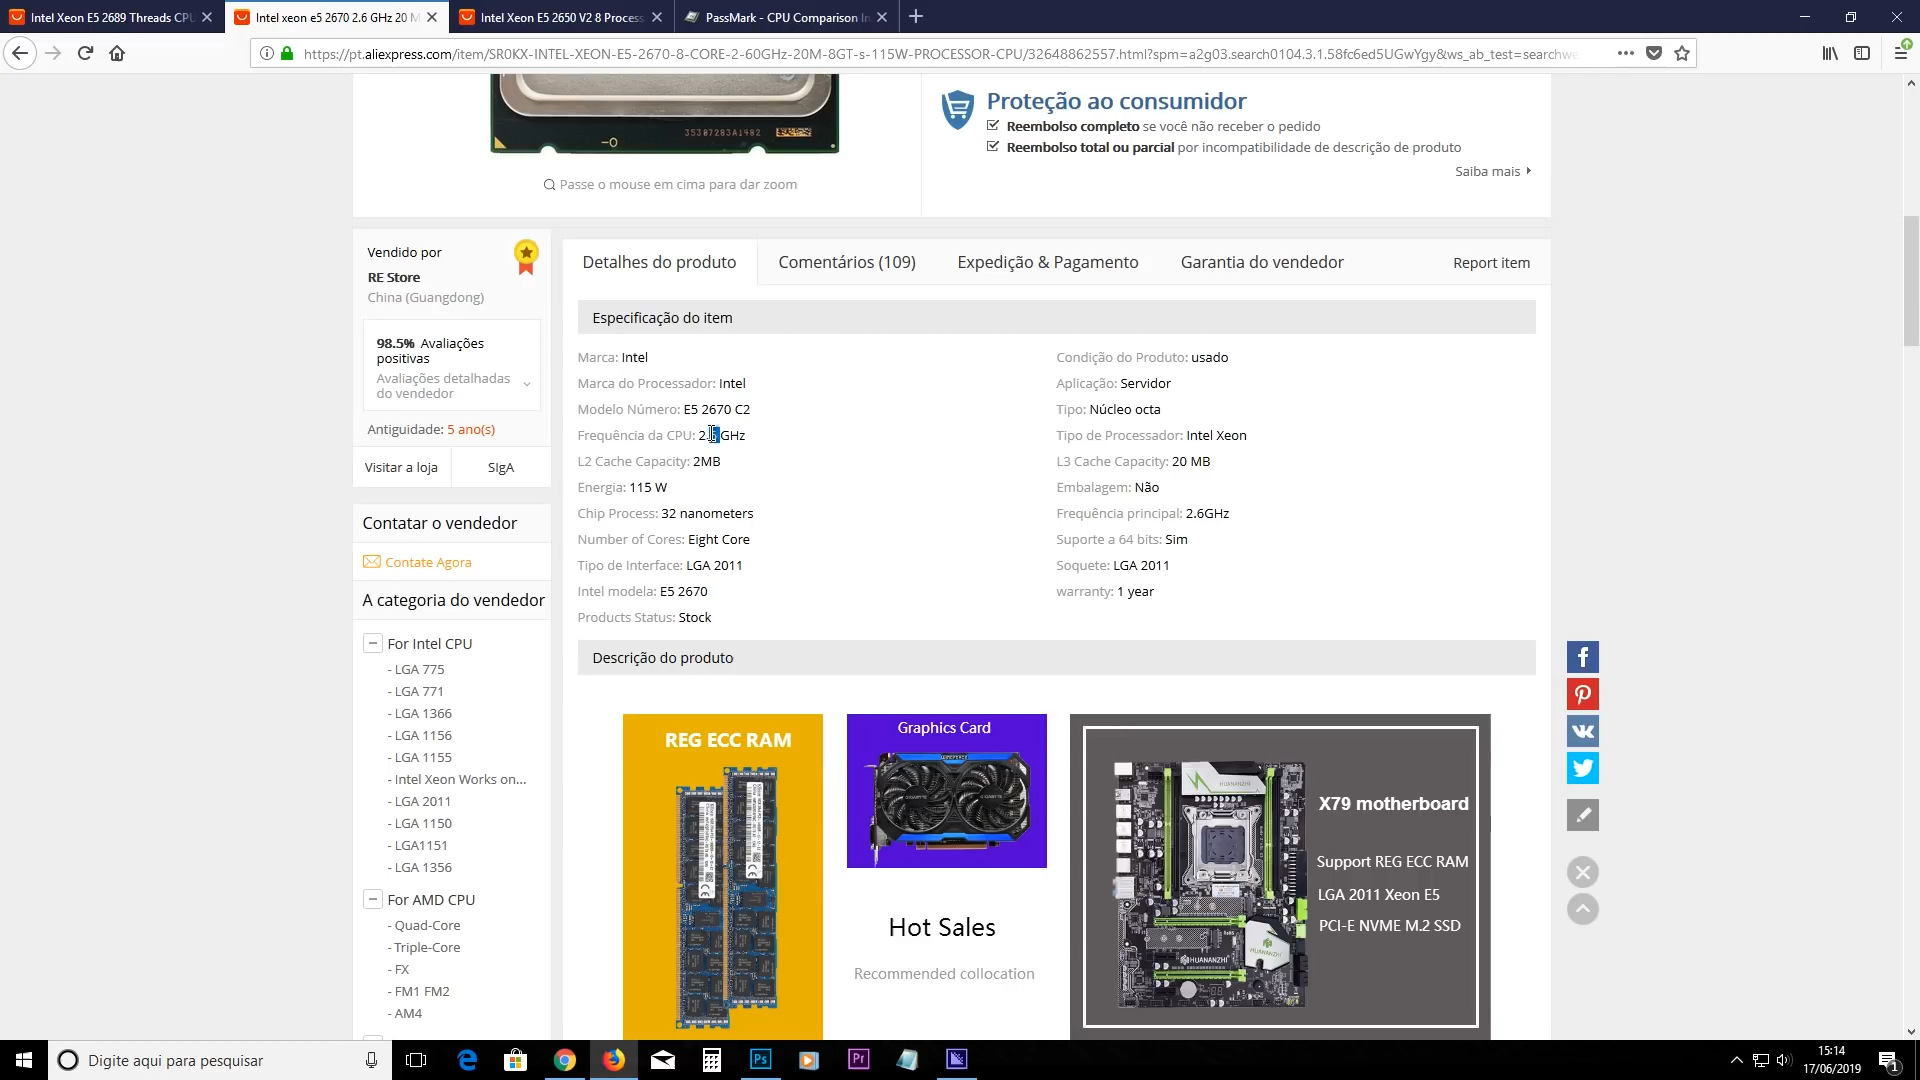 Intel Xeon E5 2689 Threads CPU
Intel xeon e5 2670 2.6 GHz 20 M
Intel Xeon E5 2650 V2 8 Process
PassMark - CPU Comparison In
https://pt.aliexpress.com/item/SR0KX-INTEL-XEON-E5-2670-8-CORE-2-60GHz-20M-8GT-s-115W-PROCESSOR-CPU/32648862557.html?spm=a2g03.search0104.3.1.58fc6ed5UGwYgy&ws_ab_test=searchwe
35307283A1482
Passe o mouse em cima para dar zoom
Proteção ao consumidor
Reembolso completo se você não receber o pedido
Reembolso total ou parcial por incompatibilidade de descrição de produto
Saiba mais
Vendido por
RE Store
China (Guangdong)
98.5% Avaliações
positivas
Avaliações detalhadas
do vendedor
Antiguidade: 5 ano(s)
Visitar a loja
SIgA
Contatar o vendedor
Contate Agora
A categoria do vendedor
For Intel CPU
- LGA 775
- LGA 771
- LGA 1366
- LGA 1156
- LGA 1155
- Intel Xeon Works on...
- LGA 2011
- LGA 1150
- LGA1151
- LGA 1356
For AMD CPU
- Quad-Core
- Triple-Core
- FX
- FM1 FM2
- AM4
Detalhes do produto
Comentários (109)
Expedição & Pagamento
Garantia do vendedor
Report item
Especificação do item
Marca: Intel
Condição do Produto: usado
Marca do Processador: Intel
Aplicação: Servidor
Modelo Número: E5 2670 C2
Tipo: Núcleo octa
Frequência da CPU: 2.6GHz
Tipo de Processador: Intel Xeon
L2 Cache Capacity: 2MB
L3 Cache Capacity: 20 MB
Energia: 115 W
Embalagem: Não
Chip Process: 32 nanometers
Frequência principal: 2.6GHz
Number of Cores: Eight Core
Suporte a 64 bits: Sim
Tipo de Interface: LGA 2011
Soquete: LGA 2011
Intel modela: E5 2670
warranty: 1 year
Products Status: Stock
Descrição do produto
REG ECC RAM
Graphics Card
WINDFORCE
Hot Sales
Recommended collocation
HUANANZHI
HUANANZHI
X79 motherboard
Support REG ECC RAM
LGA 2011 Xeon E5
PCI-E NVME M.2 SSD
Digite aqui para pesquisar
Ps
Pr
15:14
17/06/2019
1